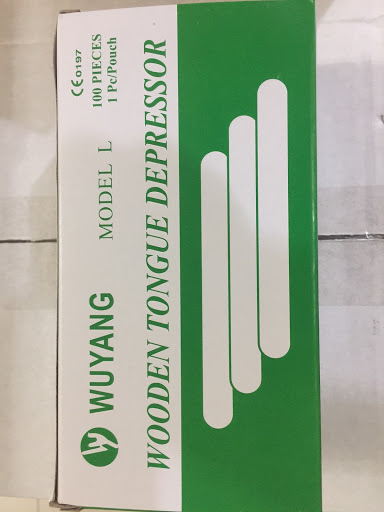 WUYANG MODEL L
CE0197
100 PIECES
1 Pc/Pouch
WOODEN TONGUE DEPRESSOR